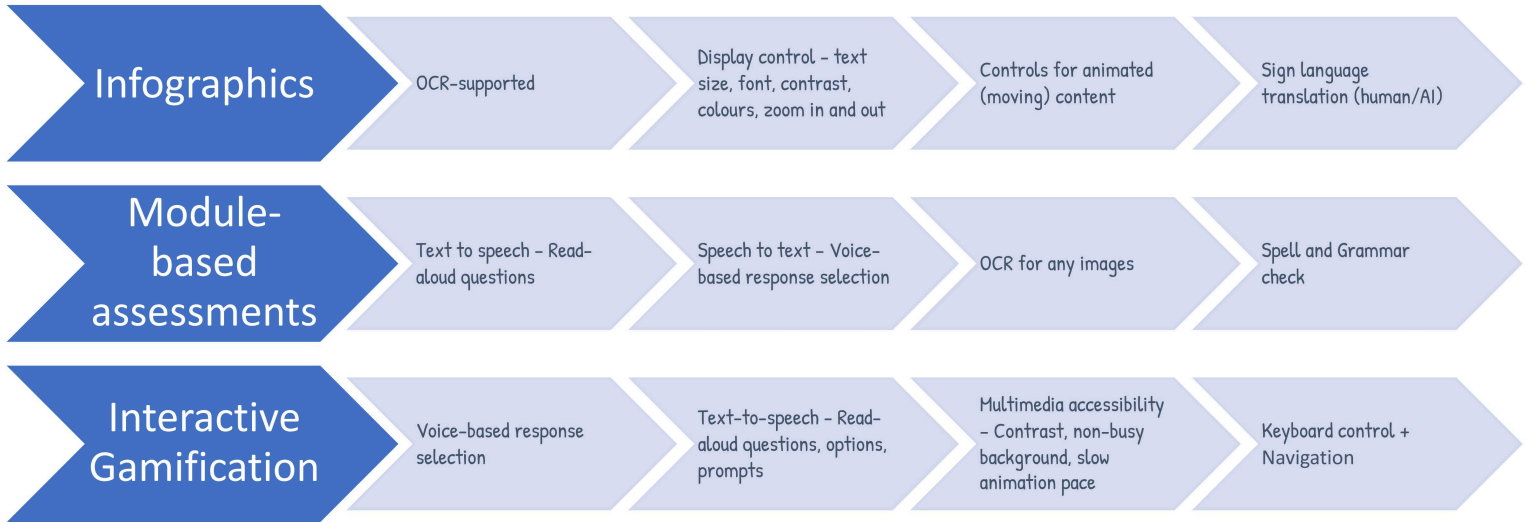 Infographics
OCR-supported
Display control – text
size, font, contrast,
colours, zoom in and out
Controls for animated
(moving) content
Sign language
translation (human/AI)
Module-
based
assessments
Text to speech – Read-
aloud questions
Speech to text – Voice-
based response selection
OCR for any images
Spell and Grammar
check
Interactive
Gamification
Voice-based response
selection
Text-to-speech – Read-
aloud questions, options,
prompts
Multimedia accessibility
– Contrast, non-busy
background, slow
animation pace
Keyboard control +
Navigation